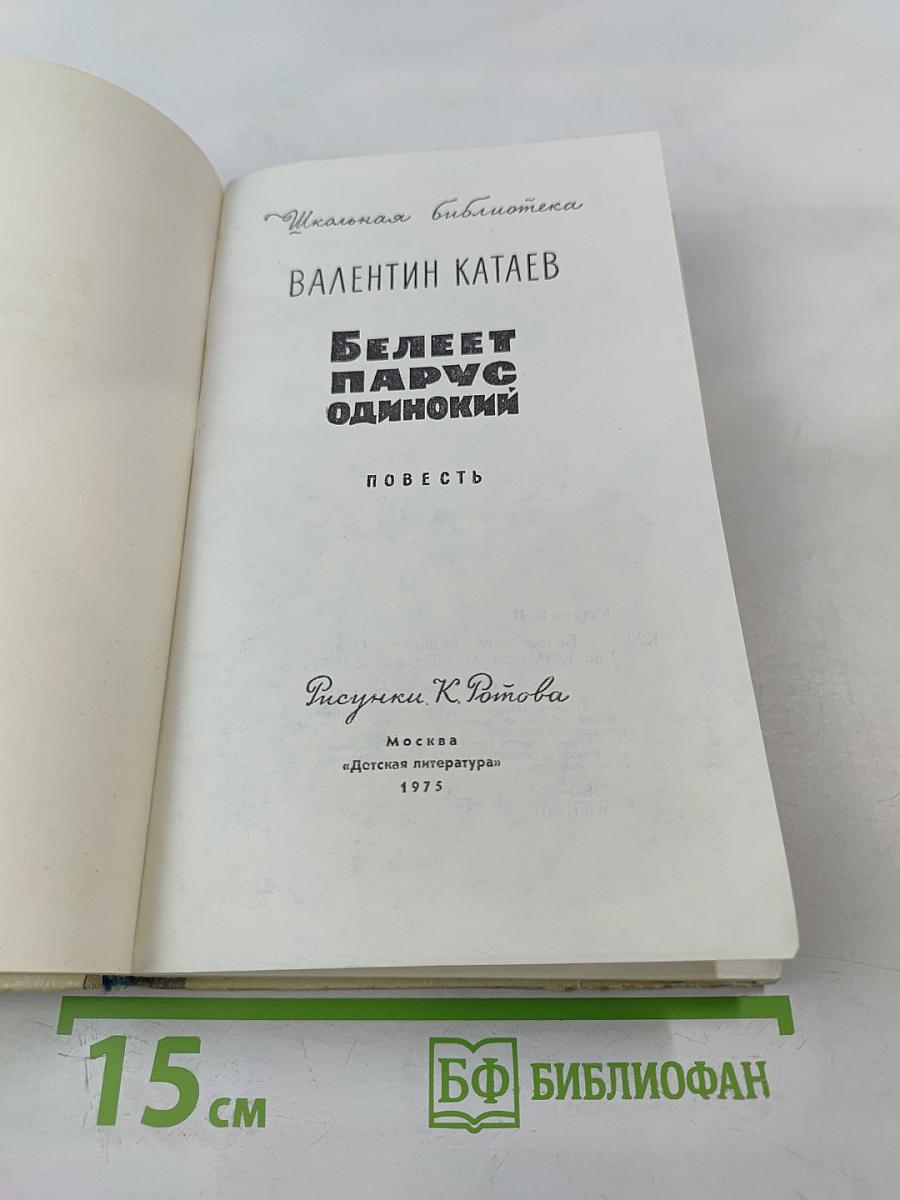 Школьная библиотека
ВАЛЕНТИН КАТАЕВ
БЕЛЕЕТ
ПАРУС
ОДИНОКИЙ
ПОВЕСТЬ
Рисунки К. Ротова
Москва
«Детская литература»
1975
15 см
БФ БИБЛИОФАН